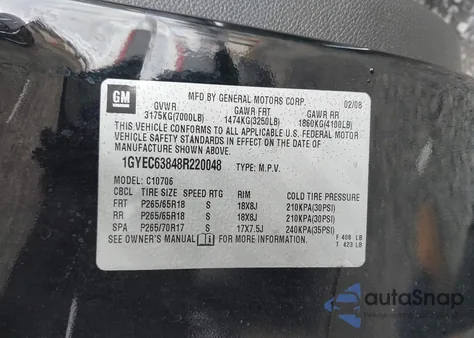 GM
MFD BY GENERAL MOTORS CORP. 02/08
GVWR GAWR FRT GAWR RR
3175KG(7000LB) 1474KG(3250LB) 1860KG(4100LB)
THIS VEHICLE CONFORMS TO ALL APPLICABLE U.S. FEDERAL MOTOR
VEHICLE SAFETY STANDARDS IN EFFECT ON THE DATE OF
MANUFACTURE SHOWN ABOVE.
1GYEC63848R220048 TYPE: M.P.V.
MODEL: C10706
CBCL TIRE SIZE SPEED RTG RIM COLD TIRE PRESSURE
FRT P265/65R18 S 18X8J 210KPA(30PSI)
RR P265/65R18 S 18X8J 210KPA(30PSI)
SPA P265/70R17 S 17X7.5J 240KPA(35PSI)
SEE OWNER'S MANUAL FOR MORE INFORMATION. F 408 LB
T 423 LB
autoSnap